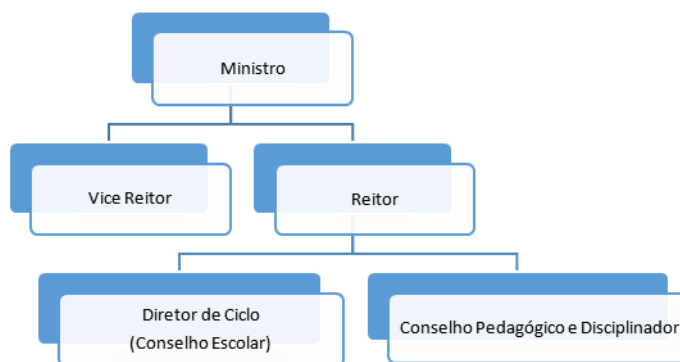 Ministro
Vice Reitor
Reitor
Diretor de Ciclo
(Conselho Escolar)
Conselho Pedagógico e Disciplinador